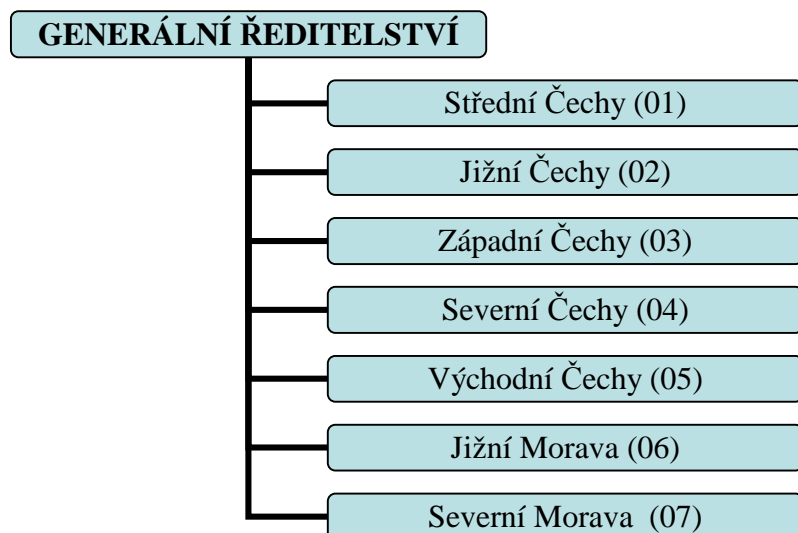 GENERÁLNÍ ŘEDITELSTVÍ
Střední Čechy (01)
Jižní Čechy (02)
Západní Čechy (03)
Severní Čechy (04)
Východní Čechy (05)
Jižní Morava (06)
Severní Morava (07)